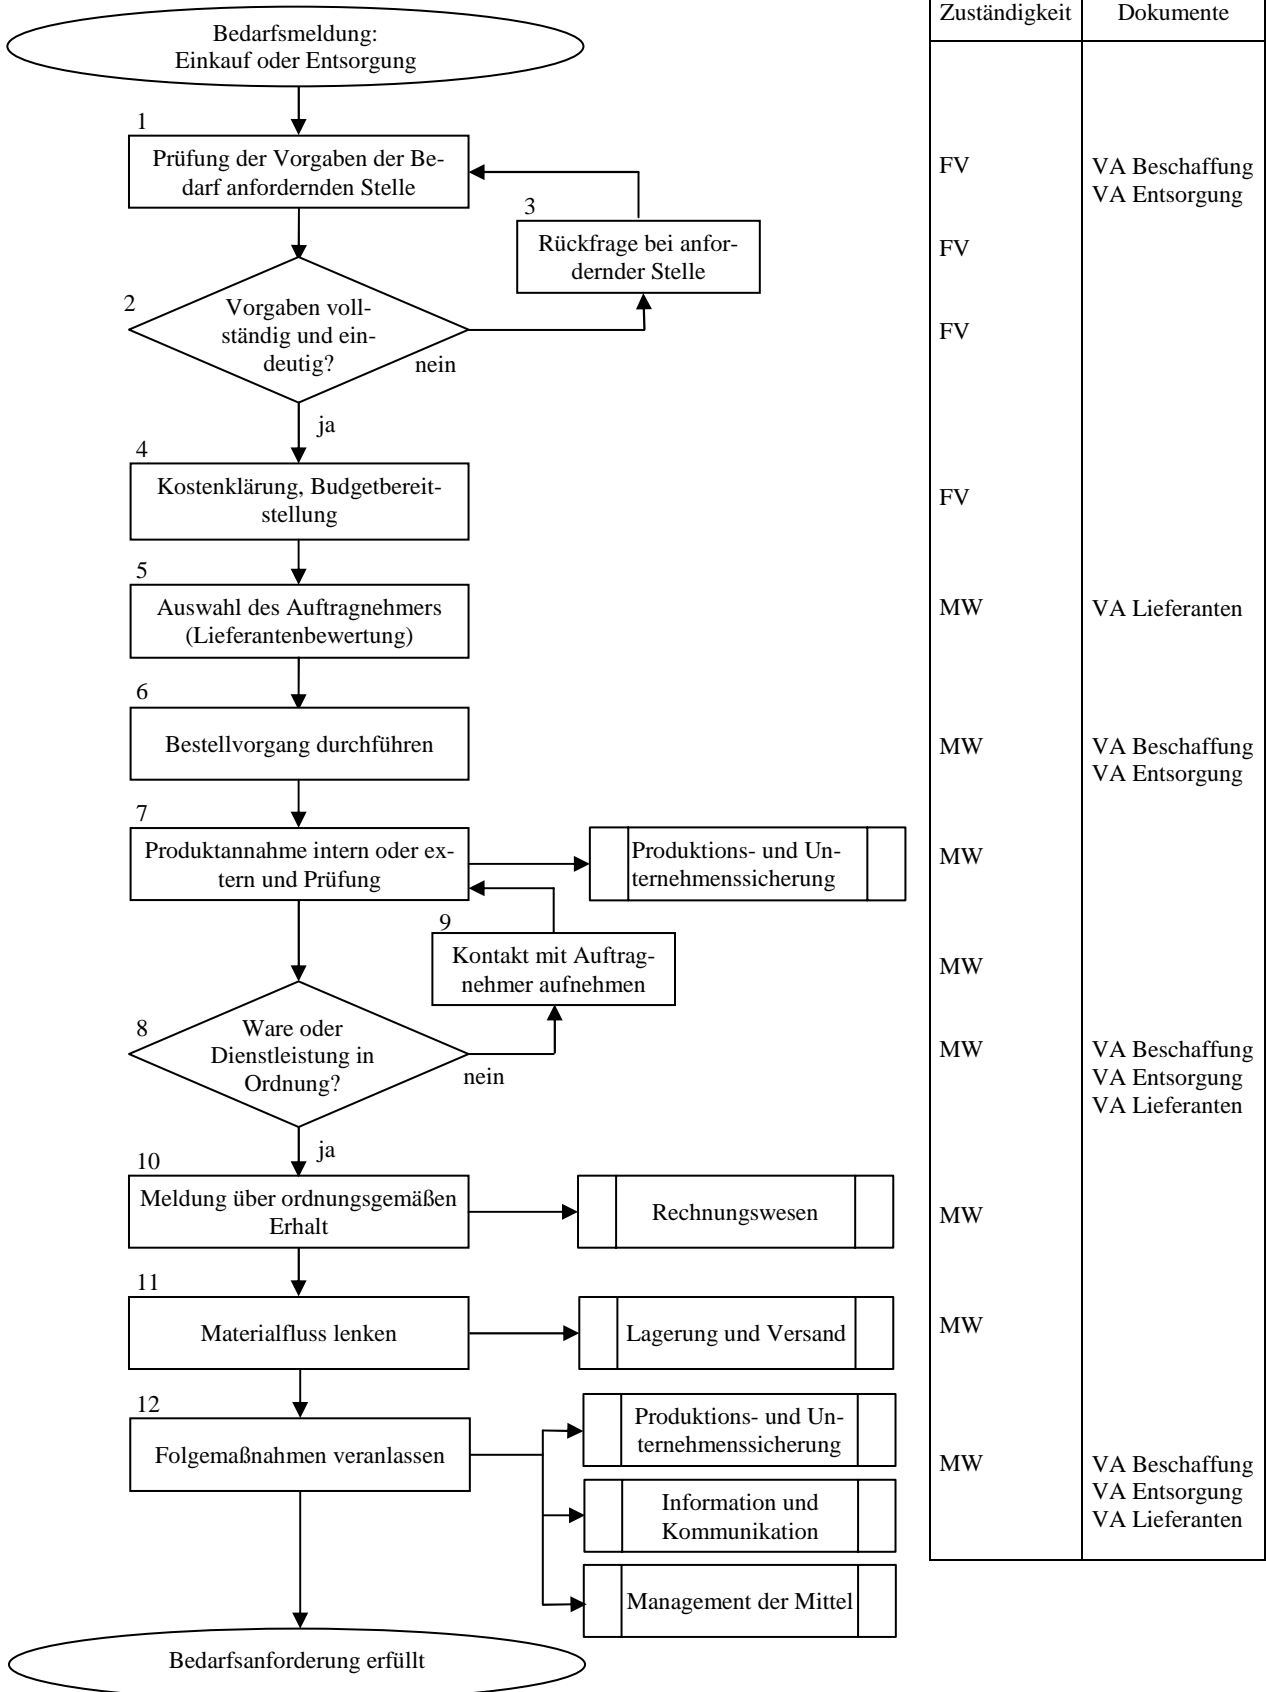 Bedarfsmeldung:
Einkauf oder Entsorgung
1
Prüfung der Vorgaben der Be-
darf anfordernden Stelle
3
Rückfrage bei anfor-
dernder Stelle
2
Vorgaben voll-
ständig und ein-
deutig?
nein
ja
4
Kostenklärung, Budgetbereit-
stellung
5
Auswahl des Auftragnehmers
(Lieferantenbewertung)
6
Bestellvorgang durchführen
7
Produktannahme intern oder ex-
tern und Prüfung
Produktions- und Un-
ternehmenssicherung
9
Kontakt mit Auftrag-
nehmer aufnehmen
8
Ware oder
Dienstleistung in
Ordnung?
nein
ja
10
Meldung über ordnungsgemäßen
Erhalt
Rechnungswesen
11
Materialfluss lenken
Lagerung und Versand
12
Folgemaßnahmen veranlassen
Produktions- und Un-
ternehmenssicherung
Information und
Kommunikation
Management der Mittel
Bedarfsanforderung erfüllt
Zuständigkeit Dokumente
FV VA Beschaffung
VA Entsorgung
FV
FV
FV
MW VA Lieferanten
MW VA Beschaffung
VA Entsorgung
MW
MW
MW VA Beschaffung
VA Entsorgung
VA Lieferanten
MW
MW
MW VA Beschaffung
VA Entsorgung
VA Lieferanten